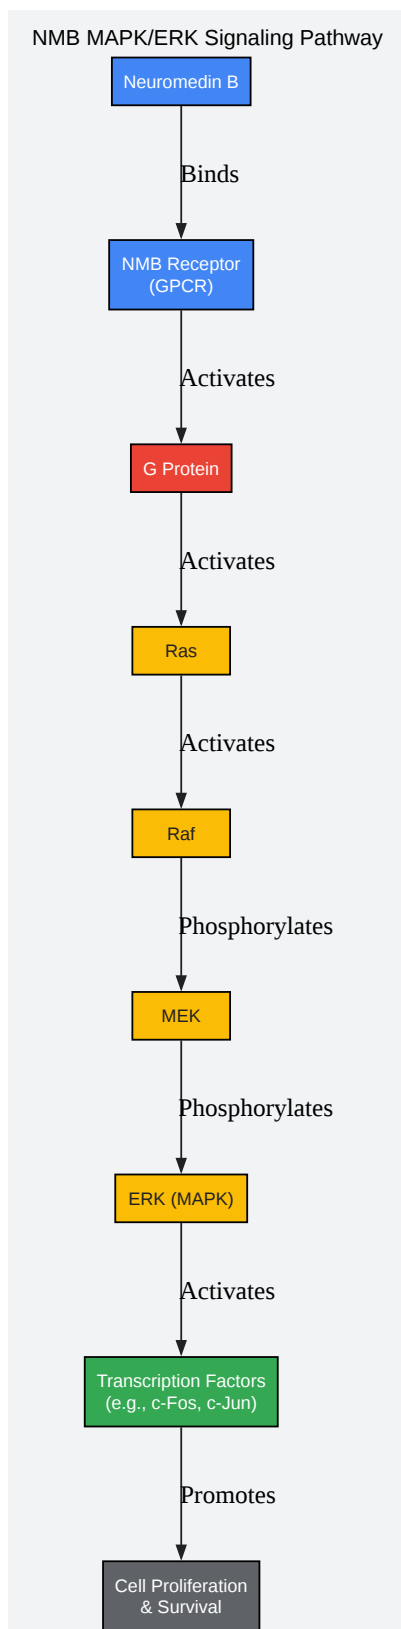 NMB MAPK/ERK Signaling Pathway
Neuromedin B
Binds
NMB Receptor
(GPCR)
Activates
G Protein
Activates
Ras
Activates
Raf
Phosphorylates
MEK
Phosphorylates
ERK (MAPK)
Activates
Transcription Factors
(e.g., c-Fos, c-Jun)
Promotes
Cell Proliferation
& Survival